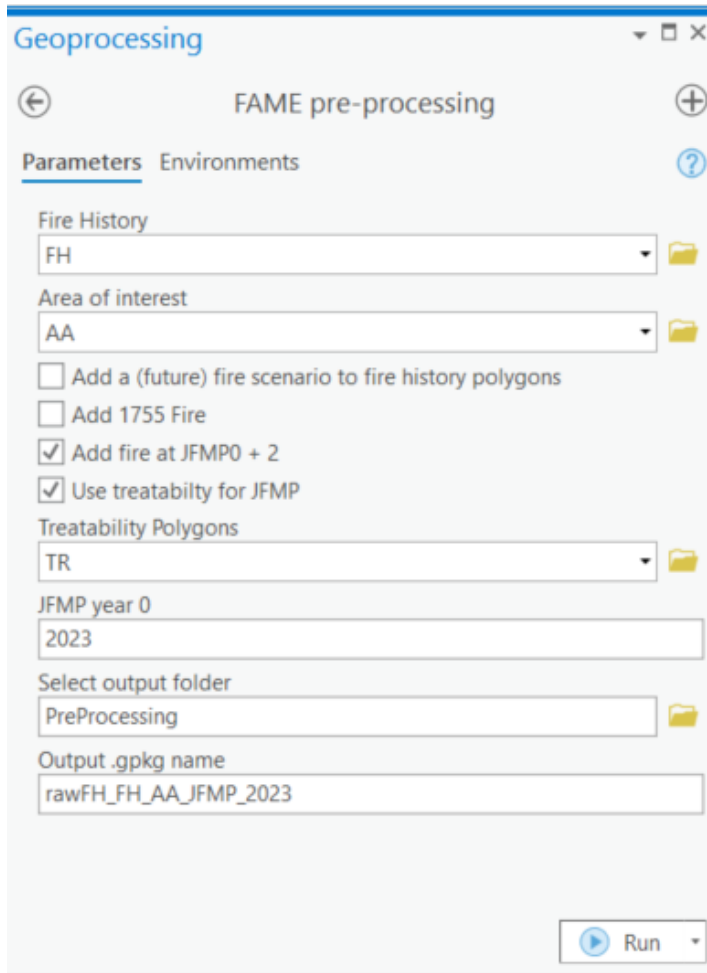 Geoprocessing
FAME pre-processing
Parameters Environments
Fire History
FH
Area of interest
AA
Add a (future) fire scenario to fire history polygons
Add 1755 Fire
Add fire at JFMP0 + 2
Use treatabilty for JFMP
Treatability Polygons
TR
JFMP year 0
2023
Select output folder
PreProcessing
Output .gpkg name
rawFH_FH_AA_JFMP_2023
Run